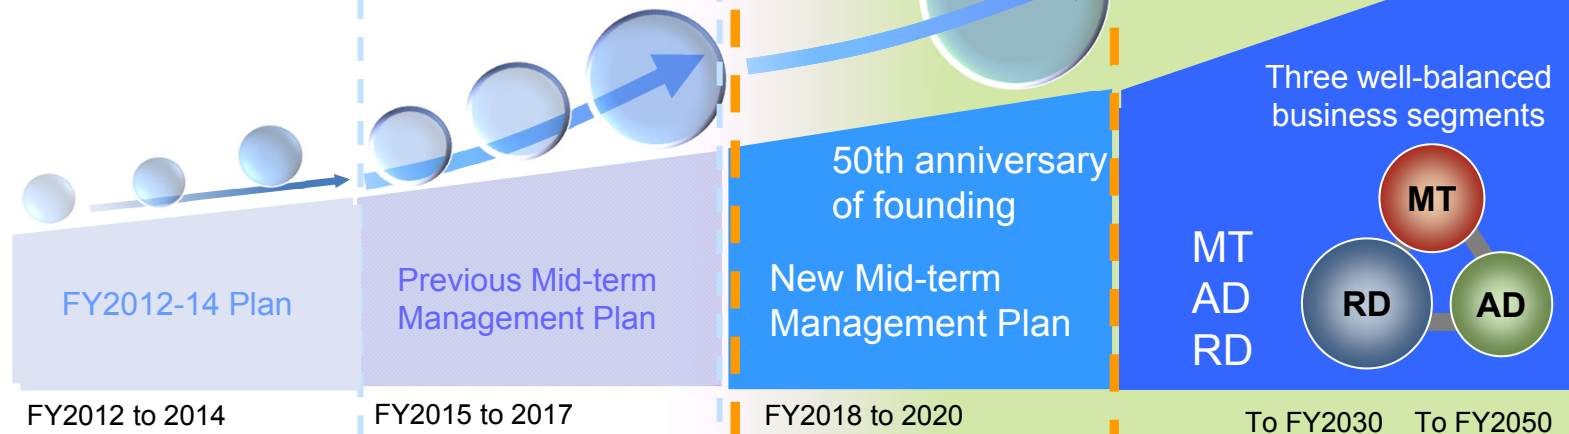 FY2012-14 Plan
Previous Mid-term
Management Plan
50th anniversary
of founding
New Mid-term
Management Plan
Three well-balanced
business segments
MT
AD
RD
MT
RD
AD
FY2012 to 2014
FY2015 to 2017
FY2018 to 2020
To FY2030
To FY2050